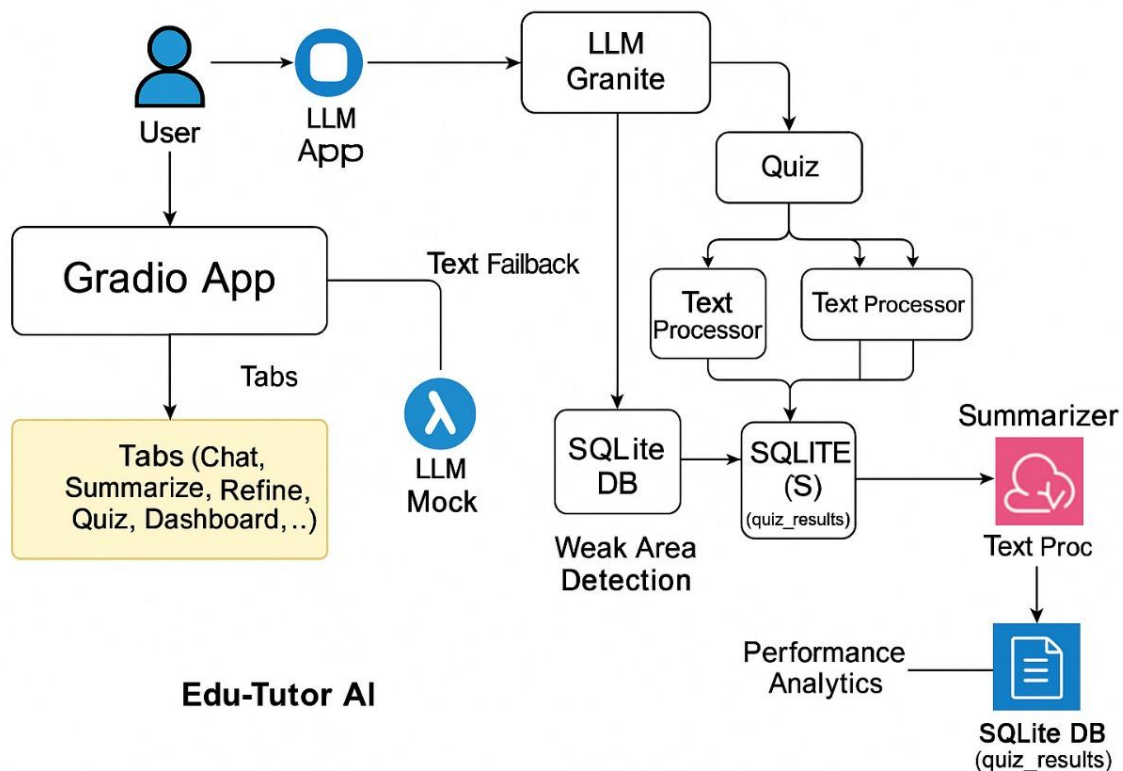 User
LLM
App
LLM
Granite
Quiz
Gradio App
Text Failback
Text
Processor
Text Processor
Tabs
Tabs (Chat,
Summarize, Refine,
Quiz, Dashboard,..)
LLM
Mock
SQLite
DB
Weak Area
Detection
SQLITE
(S)
(quiz_results)
Summarizer
Text Proc
Performance
Analytics
SQLite DB
(quiz_results)
Edu-Tutor AI